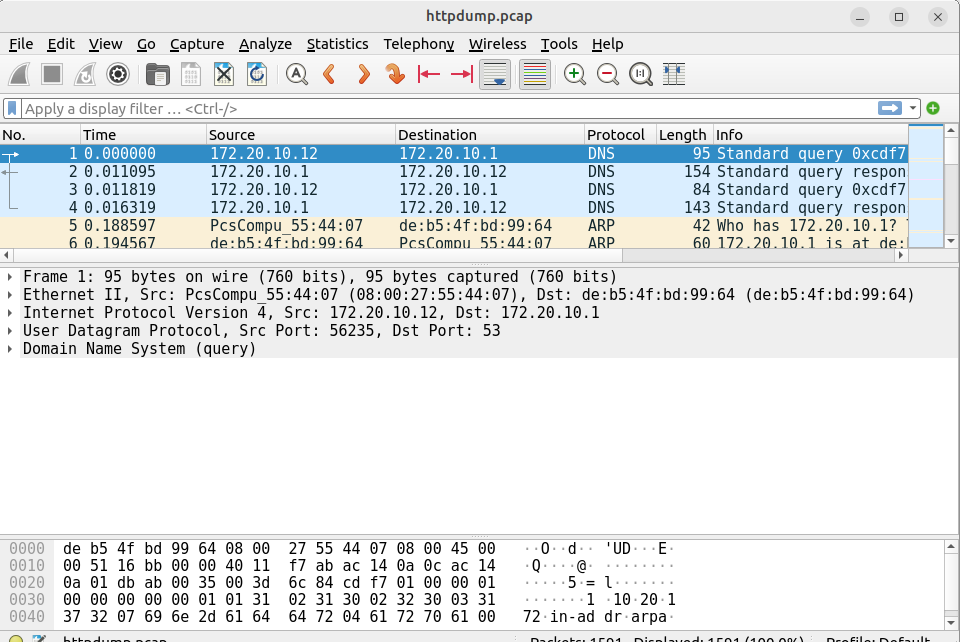 httpdump.pcap
File Edit View Go Capture Analyze Statistics Telephony Wireless Tools Help
Apply a display filter … <Ctrl-/>
No. Time Source Destination Protocol Length Info
1 0.000000 172.20.10.12 172.20.10.1 DNS 95 Standard query 0xcdf7
2 0.011095 172.20.10.1 172.20.10.12 DNS 154 Standard query respon
3 0.011819 172.20.10.12 172.20.10.1 DNS 84 Standard query 0xcdf7
4 0.016319 172.20.10.1 172.20.10.12 DNS 143 Standard query respon
5 0.188597 PcsCompu_55:44:07 de:b5:4f:bd:99:64 ARP 42 Who has 172.20.10.1?
6 0.194567 de:b5:4f:bd:99:64 PcsCompu_55:44:07 ARP 60 172.20.10.1 is at de:
Frame 1: 95 bytes on wire (760 bits), 95 bytes captured (760 bits)
Ethernet II, Src: PcsCompu_55:44:07 (08:00:27:55:44:07), Dst: de:b5:4f:bd:99:64 (de:b5:4f:bd:99:64)
Internet Protocol Version 4, Src: 172.20.10.12, Dst: 172.20.10.1
User Datagram Protocol, Src Port: 56235, Dst Port: 53
Domain Name System (query)
0000 de b5 4f bd 99 64 08 00 27 55 44 07 08 00 45 00 ··O··d·· 'UD···E·
0010 00 51 16 bb 00 00 40 11 f7 ab ac 14 0a 0c ac 14 ·Q····@· ········
0020 0a 01 db ab 00 35 00 3d 6c 84 cd f7 01 00 00 01 ·····5·= l·······
0030 00 00 00 00 00 01 01 31 02 31 30 02 32 30 03 31 ·······1 ·10·20·1
0040 37 32 07 69 6e 2d 61 64 64 72 04 61 72 70 61 00 72·in-ad dr·arpa·
httpdump.pcap Packets: 1591 · Displayed: 1591 (100.0%) Profile: Default